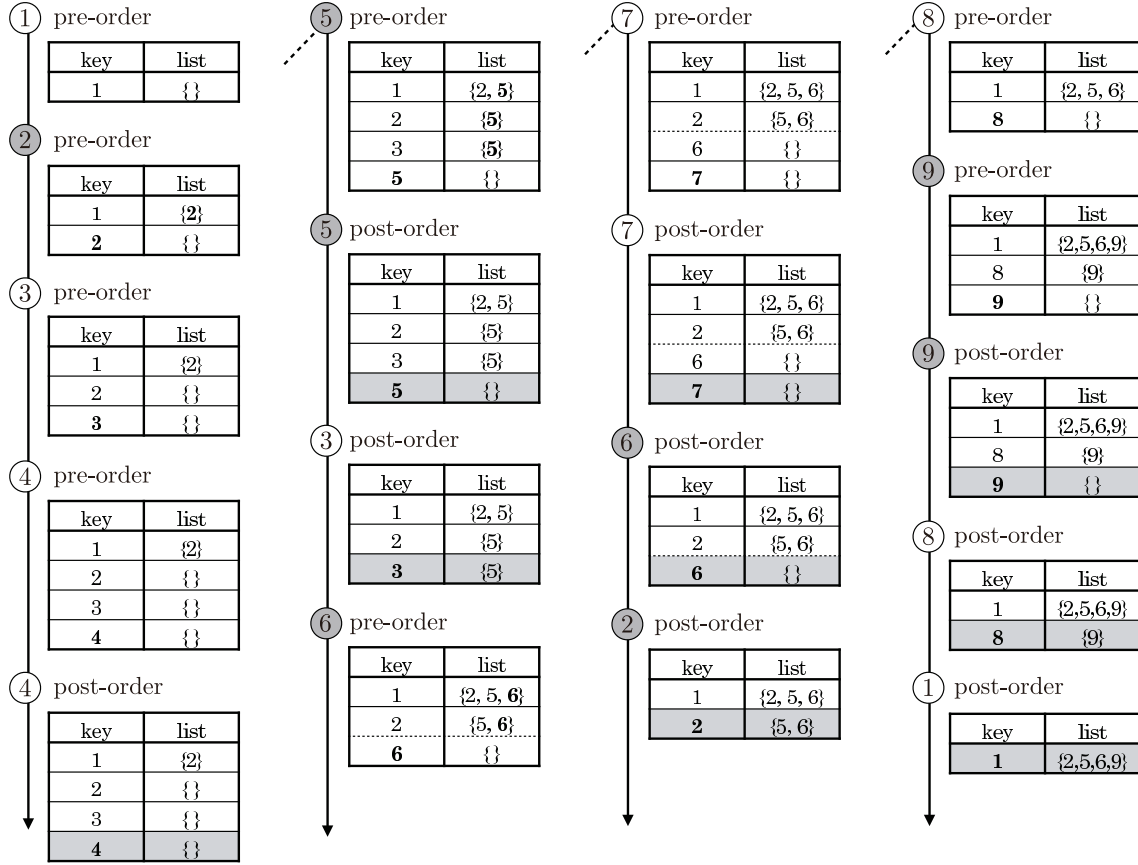 1 pre-order
key list
1 {}
2 pre-order
key list
1 {2}
2 {}
3 pre-order
key list
1 {2}
2 {}
3 {}
4 pre-order
key list
1 {2}
2 {}
3 {}
4 {}
4 post-order
key list
1 {2}
2 {}
3 {}
4 {}
5 pre-order
key list
1 {2, 5}
2 {5}
3 {5}
5 {}
5 post-order
key list
1 {2, 5}
2 {5}
3 {5}
5 {}
3 post-order
key list
1 {2, 5}
2 {5}
3 {5}
6 pre-order
key list
1 {2, 5, 6}
2 {5, 6}
6 {}
7 pre-order
key list
1 {2, 5, 6}
2 {5, 6}
6 {}
7 {}
7 post-order
key list
1 {2, 5, 6}
2 {5, 6}
6 {}
7 {}
6 post-order
key list
1 {2, 5, 6}
2 {5, 6}
6 {}
2 post-order
key list
1 {2, 5, 6}
2 {5, 6}
8 pre-order
key list
1 {2, 5, 6}
8 {}
9 pre-order
key list
1 {2,5,6,9}
8 {9}
9 {}
9 post-order
key list
1 {2,5,6,9}
8 {9}
9 {}
8 post-order
key list
1 {2,5,6,9}
8 {9}
1 post-order
key list
1 {2,5,6,9}